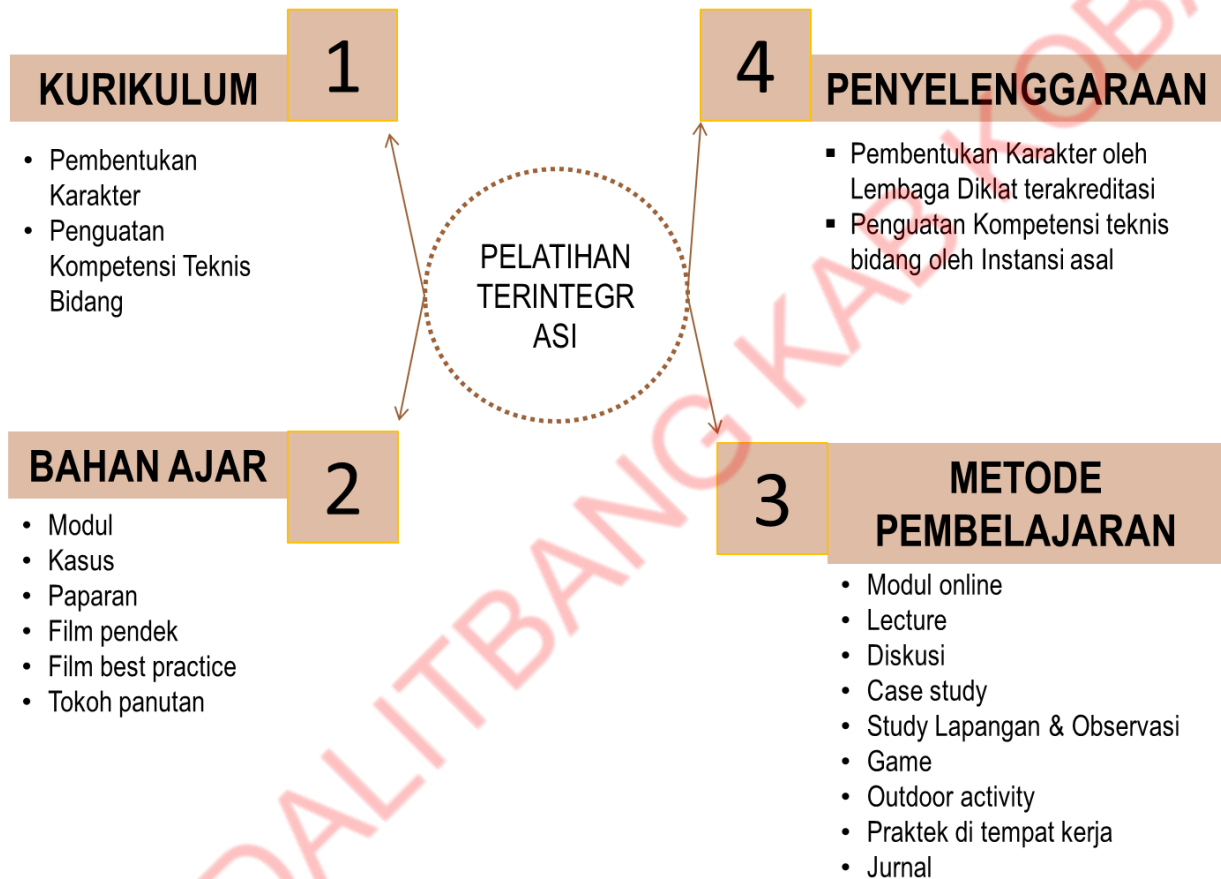 1
KURIKULUM
• Pembentukan
Karakter
• Penguatan
Kompetensi Teknis
Bidang
2
BAHAN AJAR
• Modul
• Kasus
• Paparan
• Film pendek
• Film best practice
• Tokoh panutan
PELATIHAN
TERINTEGR
ASI
4
PENYELENGGARAAN
▪ Pembentukan Karakter oleh
Lembaga Diklat terakreditasi
▪ Penguatan Kompetensi teknis
bidang oleh Instansi asal
3
METODE
PEMBELAJARAN
• Modul online
• Lecture
• Diskusi
• Case study
• Study Lapangan & Observasi
• Game
• Outdoor activity
• Praktek di tempat kerja
• Jurnal
DALITBANG KAB KOBA